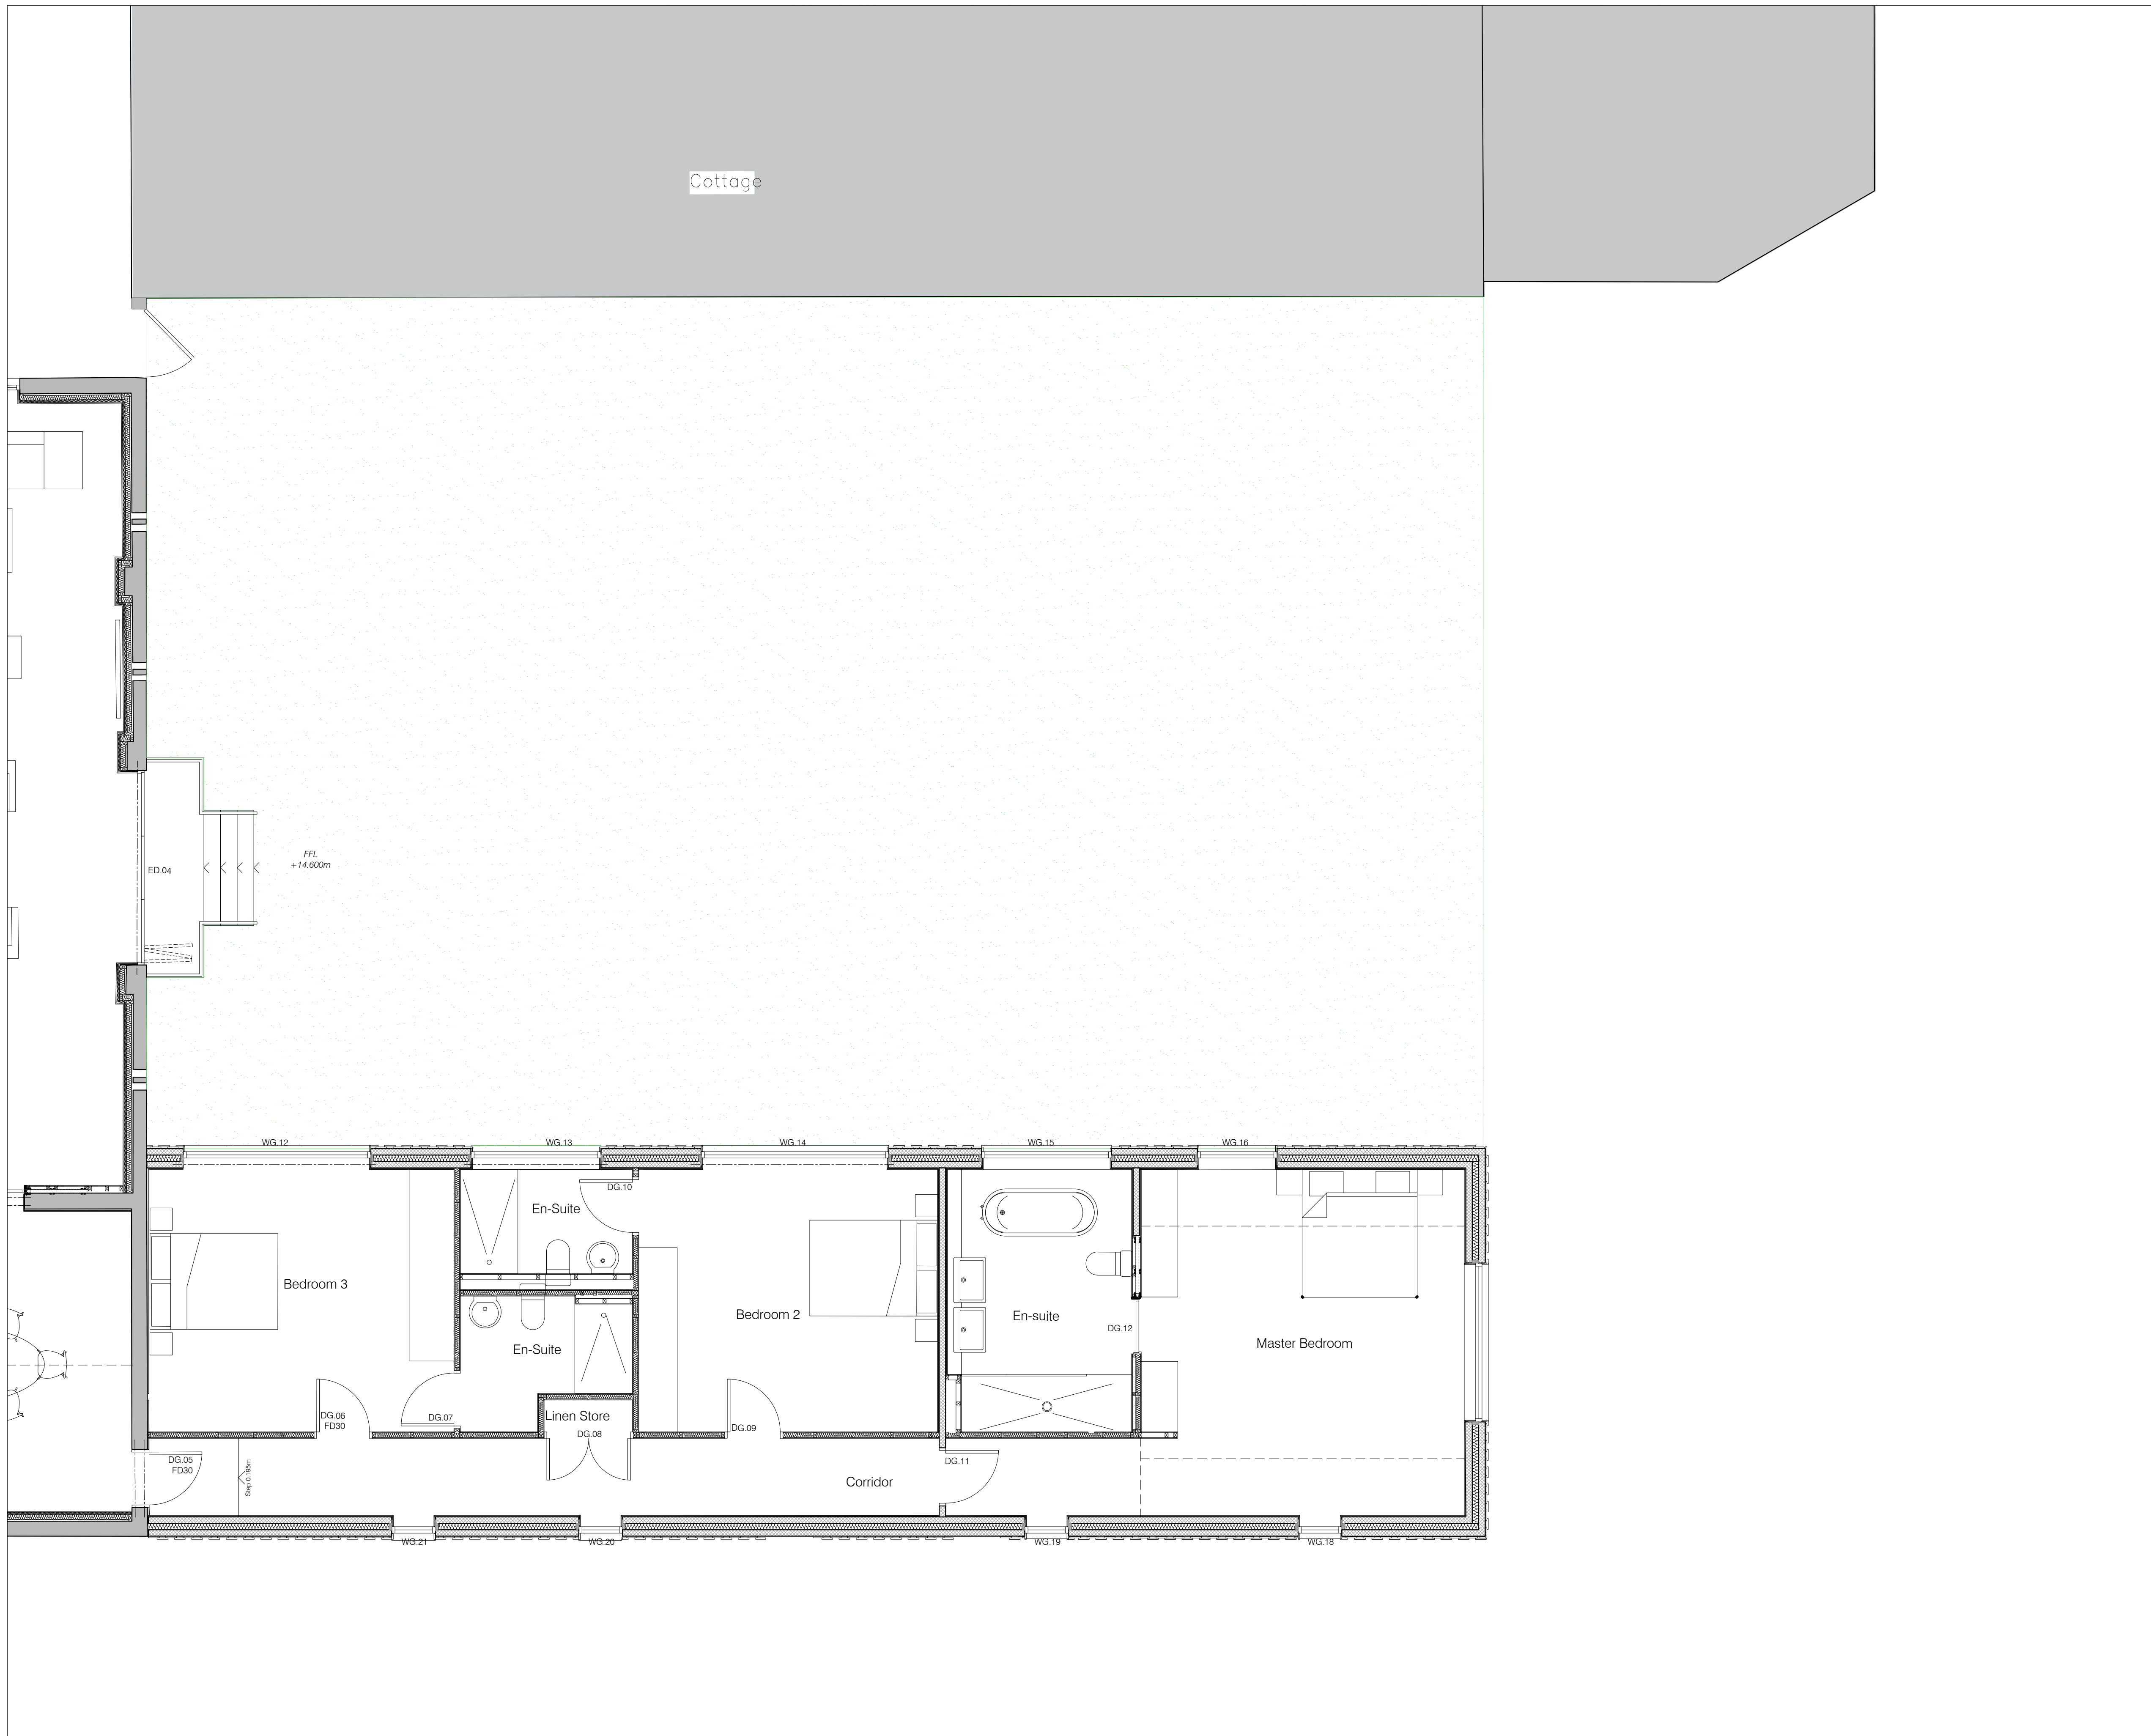 Cottage
FFL
+14.600m
ED.04
WG.12
WG.13
WG.14
WG.15
WG.16
DG.10
En-Suite
Bedroom 3
Bedroom 2
En-suite
DG.12
Master Bedroom
En-Suite
DG.06
FD30
DG.07
Linen Store
DG.08
DG.09
DG.05
FD30
Step 0.195m
DG.11
Corridor
WG.21
WG.20
WG.19
WG.18